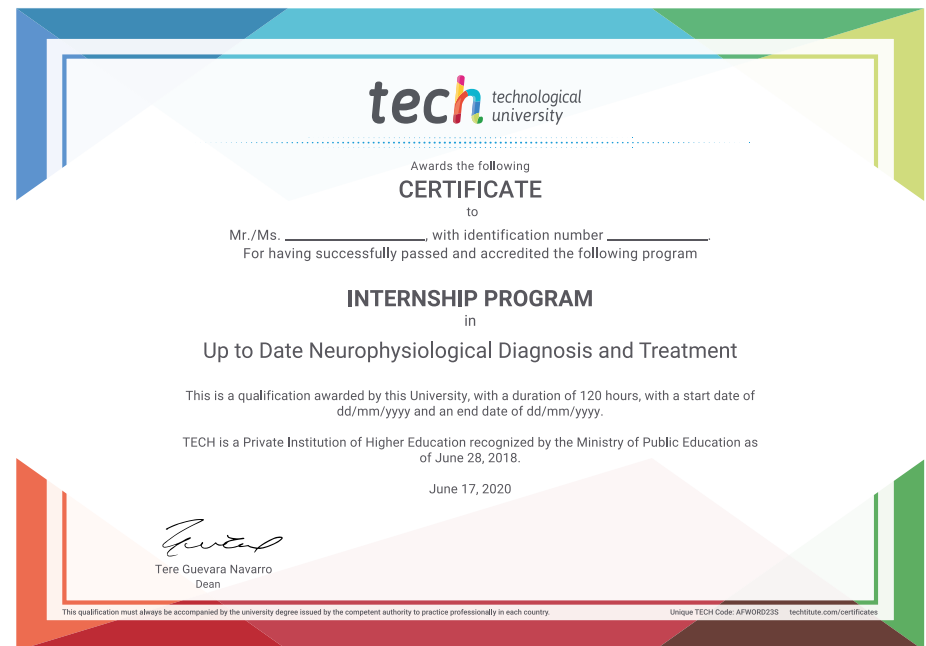 tech technological
university
Awards the following
CERTIFICATE
to
Mr./Ms. ____________________, with identification number ______________.
For having successfully passed and accredited the following program
INTERNSHIP PROGRAM
in
Up to Date Neurophysiological Diagnosis and Treatment
This is a qualification awarded by this University, with a duration of 120 hours, with a start date of
dd/mm/yyyy and an end date of dd/mm/yyyy.
TECH is a Private Institution of Higher Education recognized by the Ministry of Public Education as
of June 28, 2018.
June 17, 2020
Tere Guevara Navarro
Dean
This qualification must always be accompanied by the university degree issued by the competent authority to practice professionally in each country.
Unique TECH Code: AFWORD23S techtitute.com/certificates